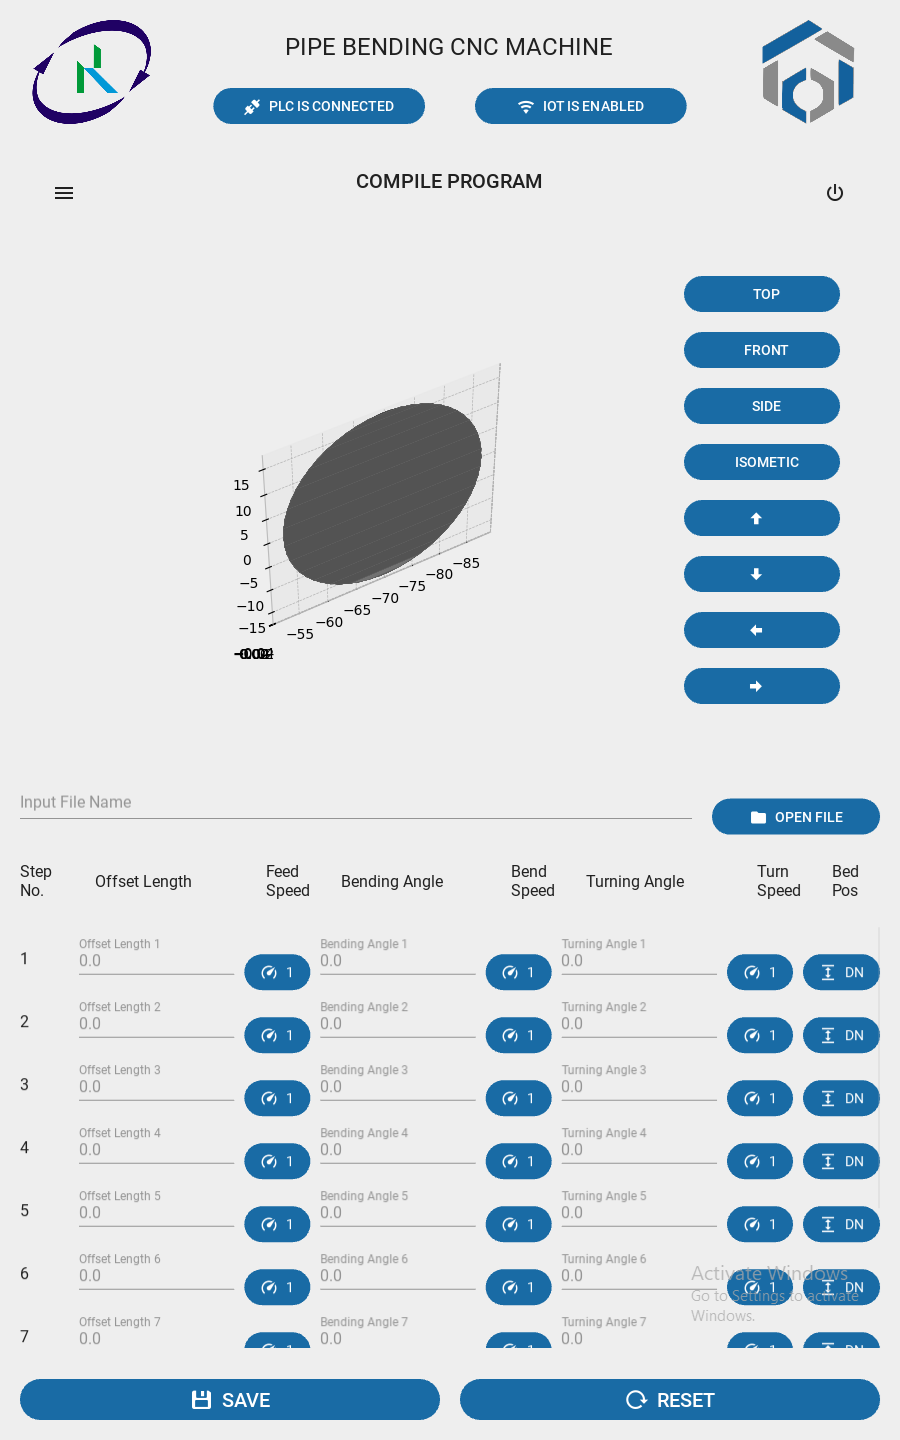 PIPE BENDING CNC MACHINE
PLC IS CONNECTED
IOT IS ENABLED
COMPILE PROGRAM
TOP
FRONT
SIDE
ISOMETIC
15
10
5
0
−5
−10
−15
−55
−60
−65
−70
−75
−80
−85
Input File Name
OPEN FILE
Step No.
Offset Length
Feed Speed
Bending Angle
Bend Speed
Turning Angle
Turn Speed
Bed Pos
1
Offset Length 1
0.0
1
Bending Angle 1
0.0
1
Turning Angle 1
0.0
1
DN
2
Offset Length 2
0.0
1
Bending Angle 2
0.0
1
Turning Angle 2
0.0
1
DN
3
Offset Length 3
0.0
1
Bending Angle 3
0.0
1
Turning Angle 3
0.0
1
DN
4
Offset Length 4
0.0
1
Bending Angle 4
0.0
1
Turning Angle 4
0.0
1
DN
5
Offset Length 5
0.0
1
Bending Angle 5
0.0
1
Turning Angle 5
0.0
1
DN
6
Offset Length 6
0.0
1
Bending Angle 6
0.0
1
Turning Angle 6
0.0
1
DN
7
Offset Length 7
0.0
Bending Angle 7
0.0
Turning Angle 7
0.0
Activate Windows
Go to Settings to activate
Windows.
SAVE
RESET